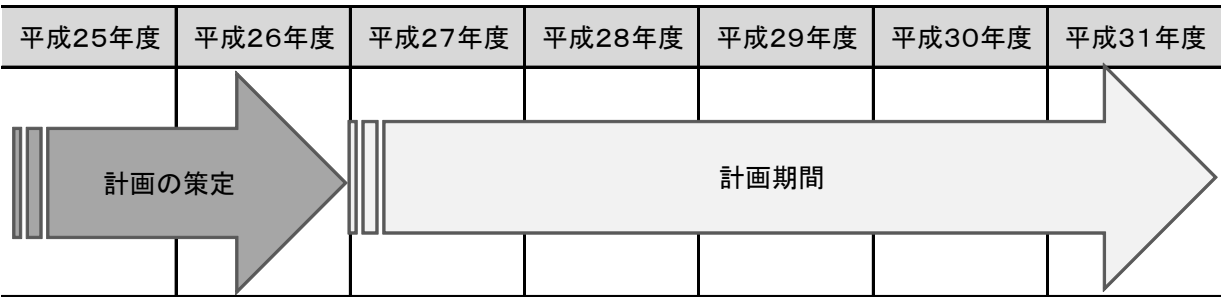 平成25年度 平成26年度 平成27年度 平成28年度 平成29年度 平成30年度 平成31年度
計画の策定 計画期間